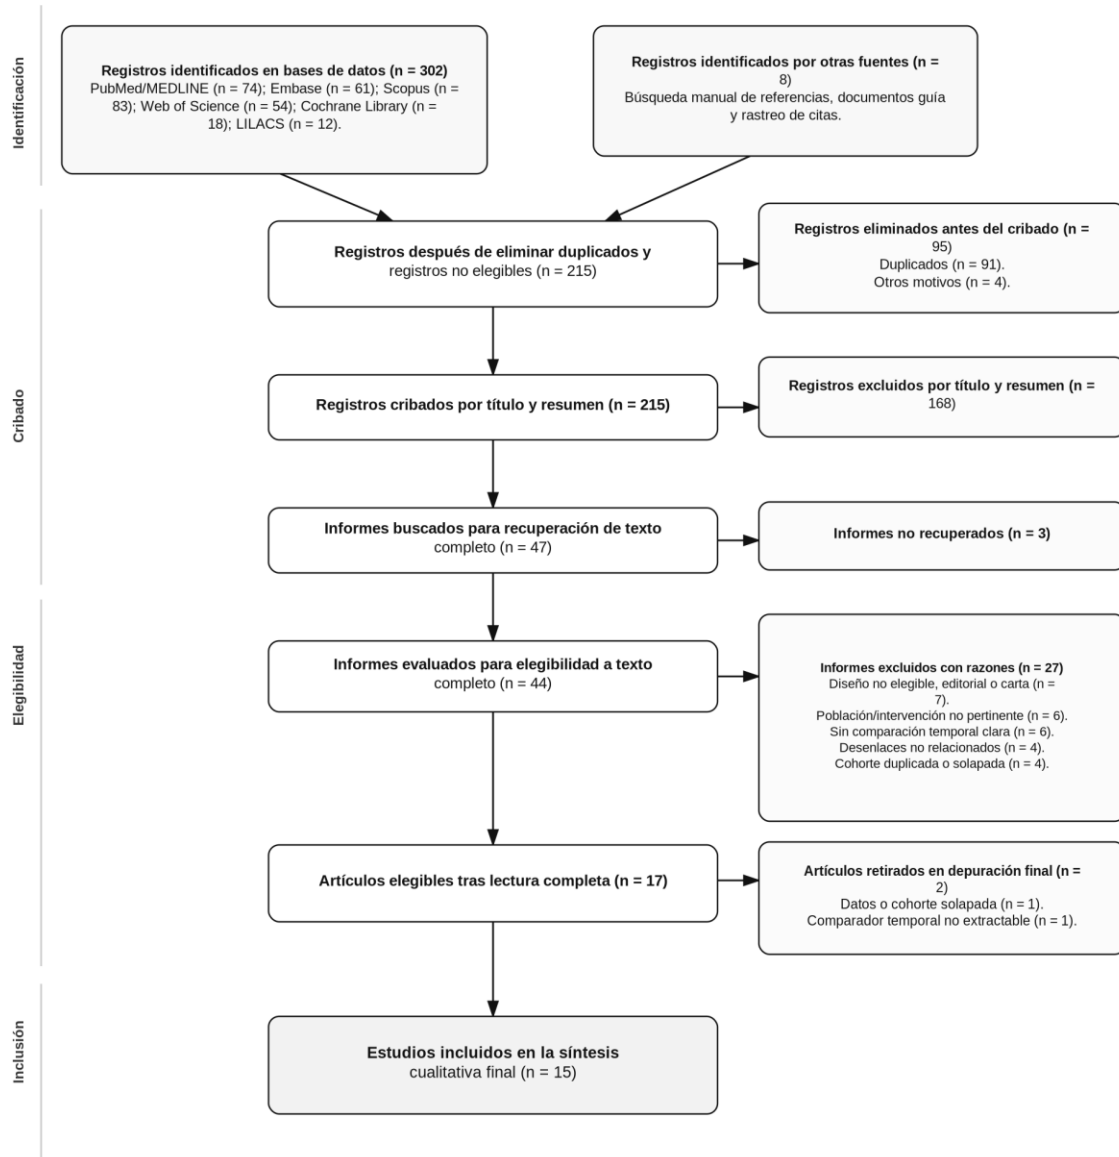 Identificación
Registros identificados en bases de datos (n = 302)
PubMed/MEDLINE (n = 74); Embase (n = 61); Scopus (n =
83); Web of Science (n = 54); Cochrane Library (n =
18); LILACS (n = 12).
Registros identificados por otras fuentes (n =
8)
Búsqueda manual de referencias, documentos guía
y rastreo de citas.
Cribado
Registros después de eliminar duplicados y
registros no elegibles (n = 215)
Registros eliminados antes del cribado (n =
95)
Duplicados (n = 91).
Otros motivos (n = 4).
Registros cribados por título y resumen (n = 215)
Registros excluidos por título y resumen (n =
168)
Informes buscados para recuperación de texto
completo (n = 47)
Informes no recuperados (n = 3)
Elegibilidad
Informes evaluados para elegibilidad a texto
completo (n = 44)
Informes excluidos con razones (n = 27)
Diseño no elegible, editorial o carta (n =
7).
Población/intervención no pertinente (n = 6).
Sin comparación temporal clara (n = 6).
Desenlaces no relacionados (n = 4).
Cohorte duplicada o solapada (n = 4).
Artículos elegibles tras lectura completa (n = 17)
Artículos retirados en depuración final (n =
2)
Datos o cohorte solapada (n = 1).
Comparador temporal no extractable (n = 1).
Inclusión
Estudios incluidos en la síntesis
cualitativa final (n = 15)